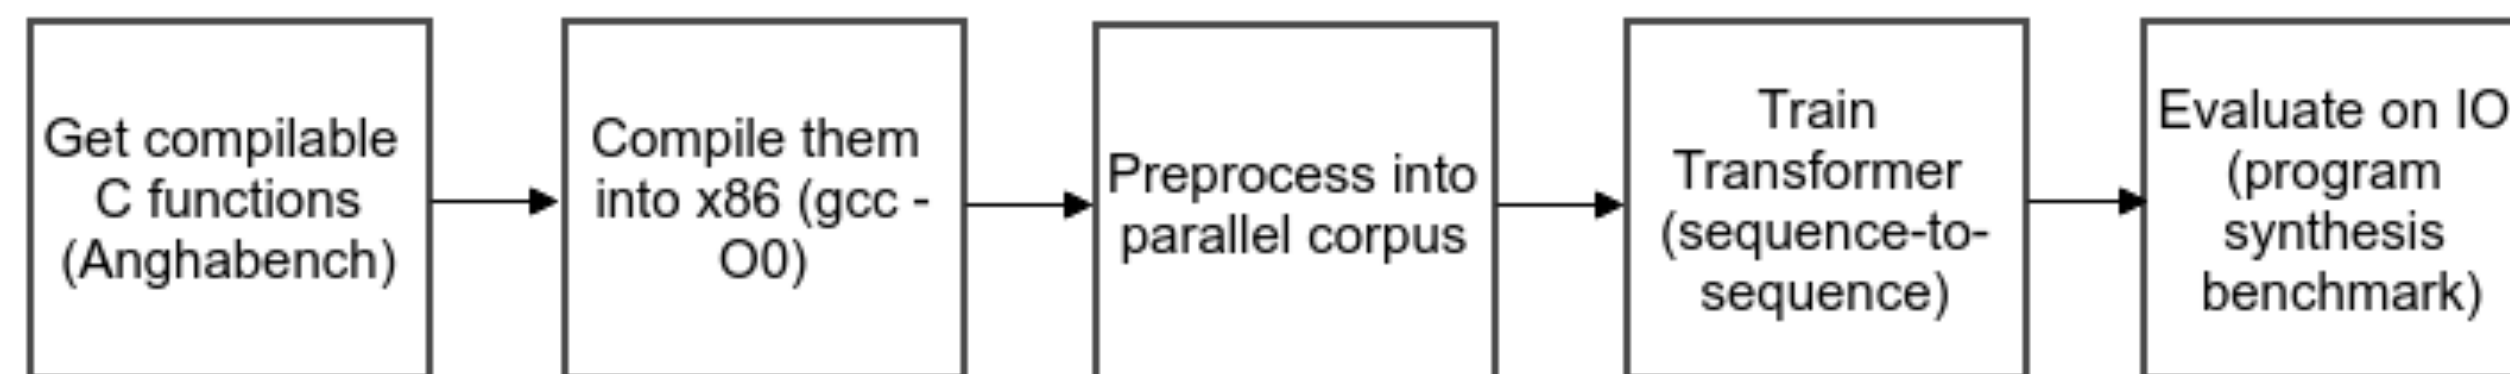 Get compilable
C functions
(Anghabench)
Compile them
into x86 (gcc -
O0)
Preprocess into
parallel corpus
Train
Transformer
(sequence-to-
sequence)
Evaluate on IO
(program
synthesis
benchmark)